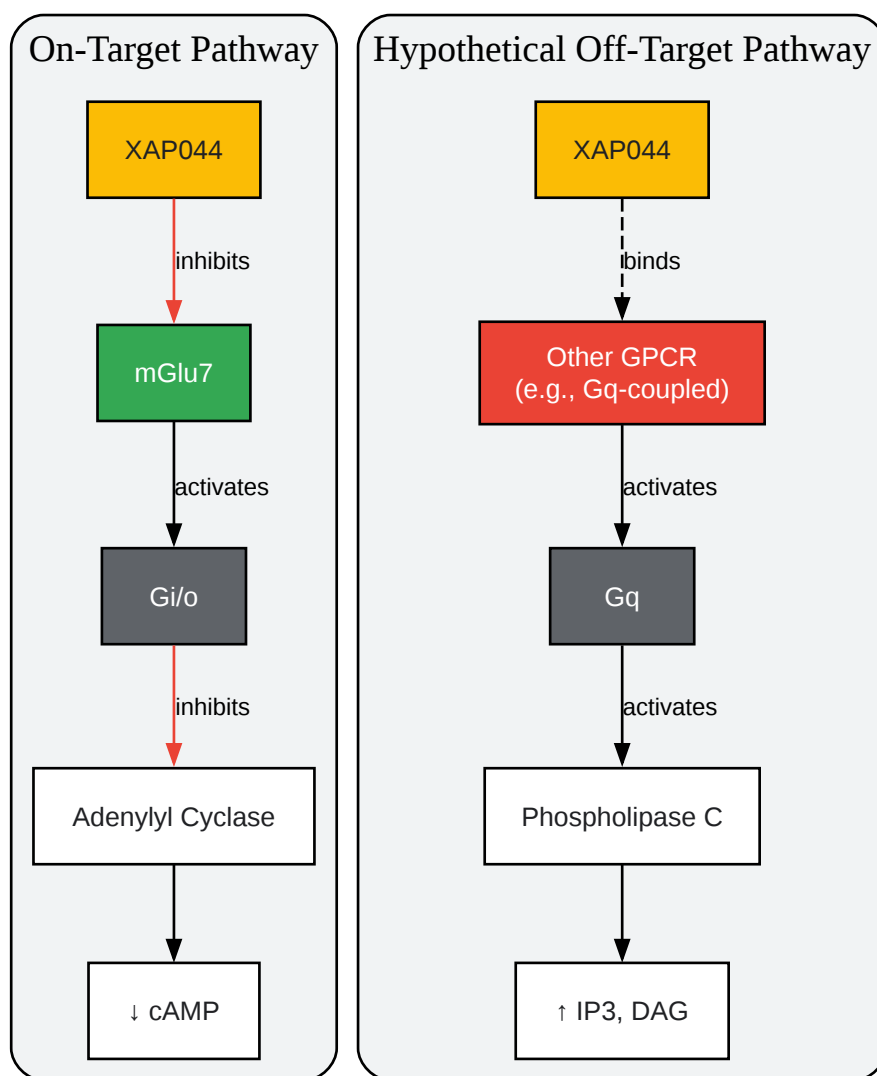 On-Target Pathway
XAP044
inhibits
mGlu7
activates
Gi/o
inhibits
Adenylyl Cyclase
↓ cAMP
Hypothetical Off-Target Pathway
XAP044
binds
Other GPCR
(e.g., Gq-coupled)
activates
Gq
activates
Phospholipase C
↑ IP3, DAG